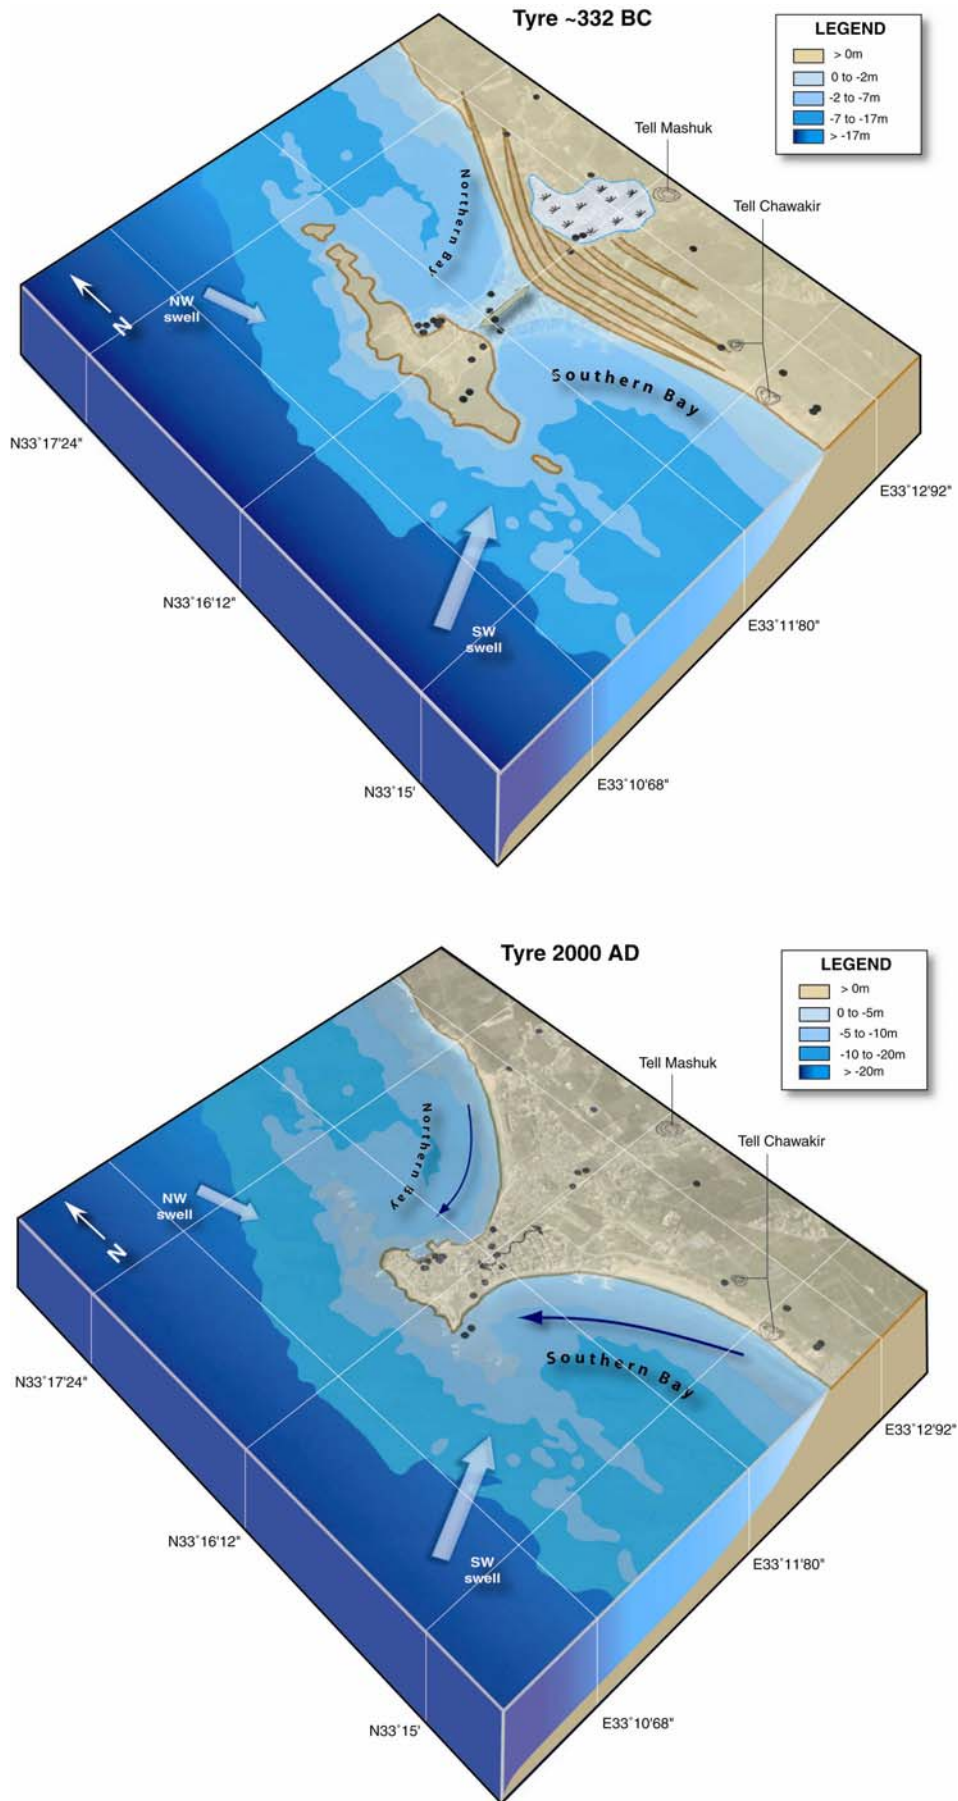 Tyre ~332 BC
LEGEND
> 0m
0 to -2m
-2 to -7m
-7 to -17m
> -17m
Tell Mashuk
Tell Chawakir
Northern Bay
NW
swell
N
Southern Bay
N33°17'24"
E33°12'92"
N33°16'12"
E33°11'80"
SW
swell
N33°15'
E33°10'68"
Tyre 2000 AD
LEGEND
> 0m
0 to -5m
-5 to -10m
-10 to -20m
> -20m
Tell Mashuk
Tell Chawakir
Northern Bay
NW
swell
N
Southern Bay
N33°17'24"
E33°12'92"
N33°16'12"
E33°11'80"
SW
swell
N33°15'
E33°10'68"